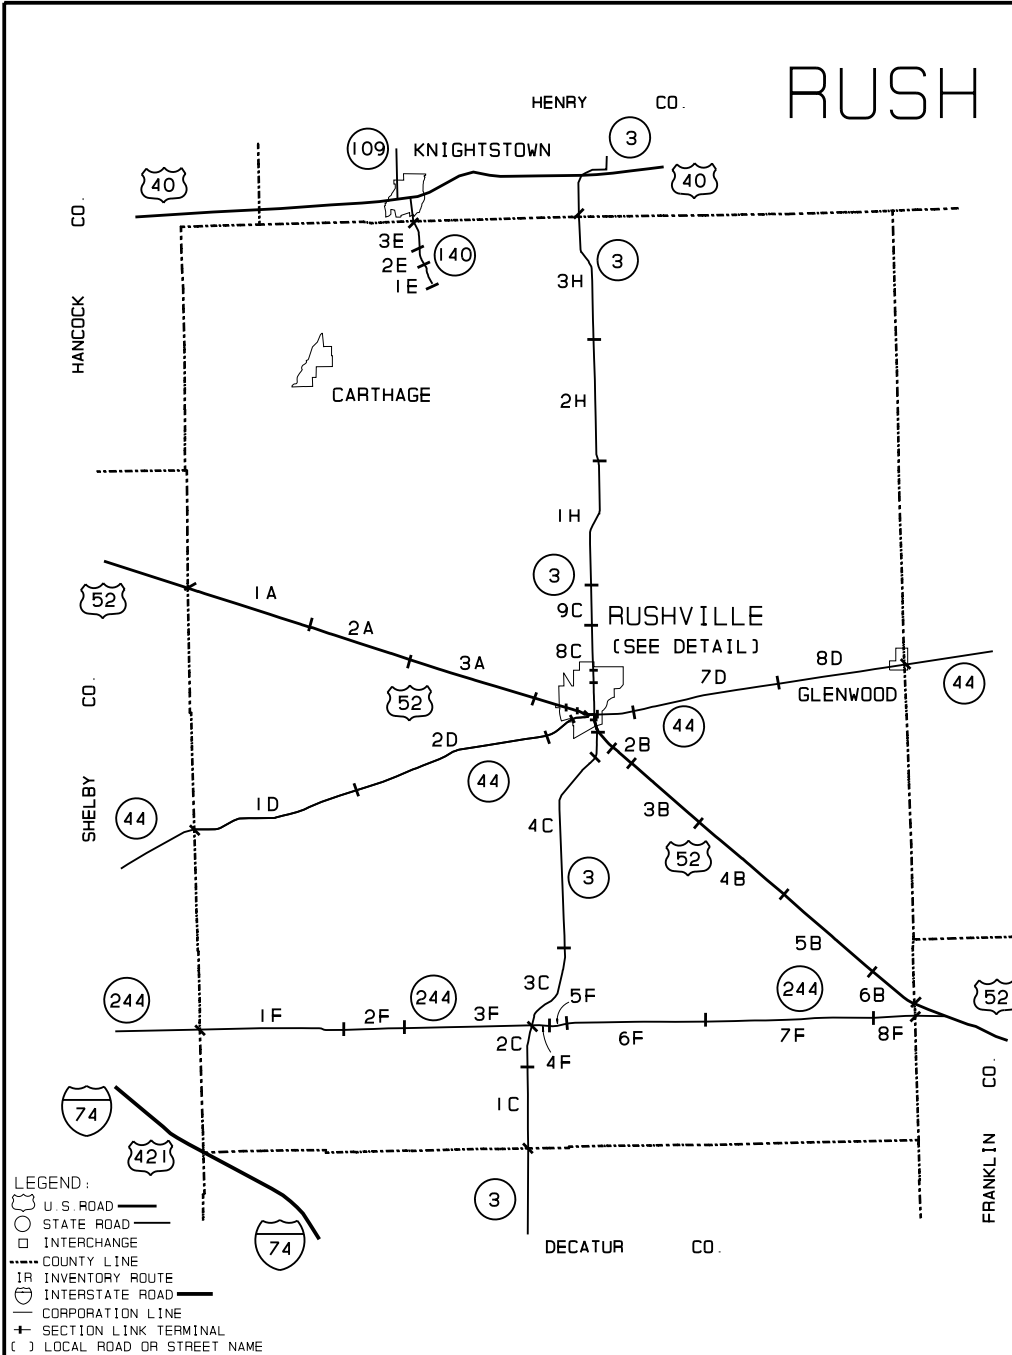 RUSH
HENRY CO.
109
KNIGHTSTOWN
3
40
40
HANCOCK CO.
3E
2E
1E
140
3
3H
CARTHAGE
2H
1H
3
52
1A
2A
3A
9C
8C
RUSHVILLE
(SEE DETAIL)
52
7D
8D
GLENWOOD
44
44
SHELBY CO.
2D
44
1D
44
2B
3B
52
4B
5B
6B
4C
3
3C
244
1F
2F
244
3F
5F
4F
6F
244
7F
8F
52
2C
1C
74
421
74
3
FRANKLIN CO.
DECATUR CO.
LEGEND:
U.S. ROAD
STATE ROAD
INTERCHANGE
COUNTY LINE
IR INVENTORY ROUTE
INTERSTATE ROAD
CORPORATION LINE
SECTION LINK TERMINAL
( ) LOCAL ROAD OR STREET NAME